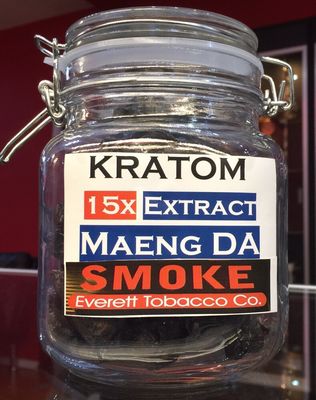 KRATOM
15x EXTRACT
MAENG DA
SMOKE
Everett Tobacco Co.